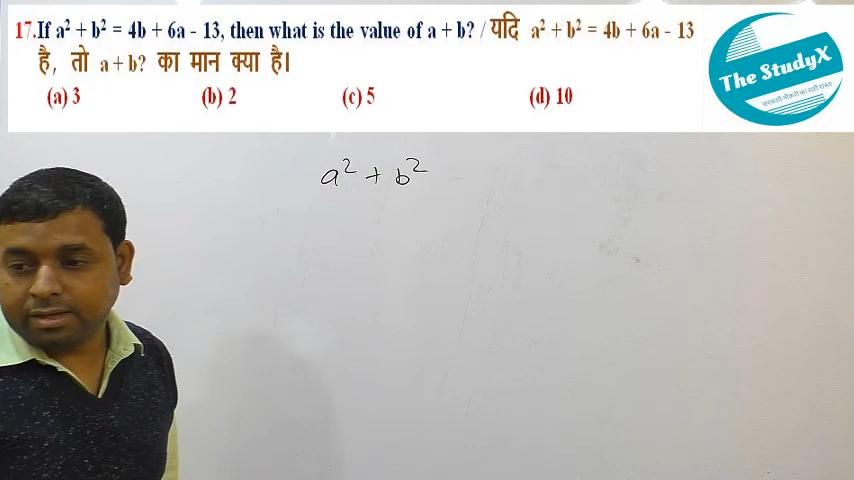 17.If a² + b² = 4b + 6a - 13, then what is the value of a + b? / यदि a² + b² = 4b + 6a - 13
है, तो a + b? का मान क्या है।
(a) 3 (b) 2 (c) 5 (d) 10
The StudyX
a² + b²